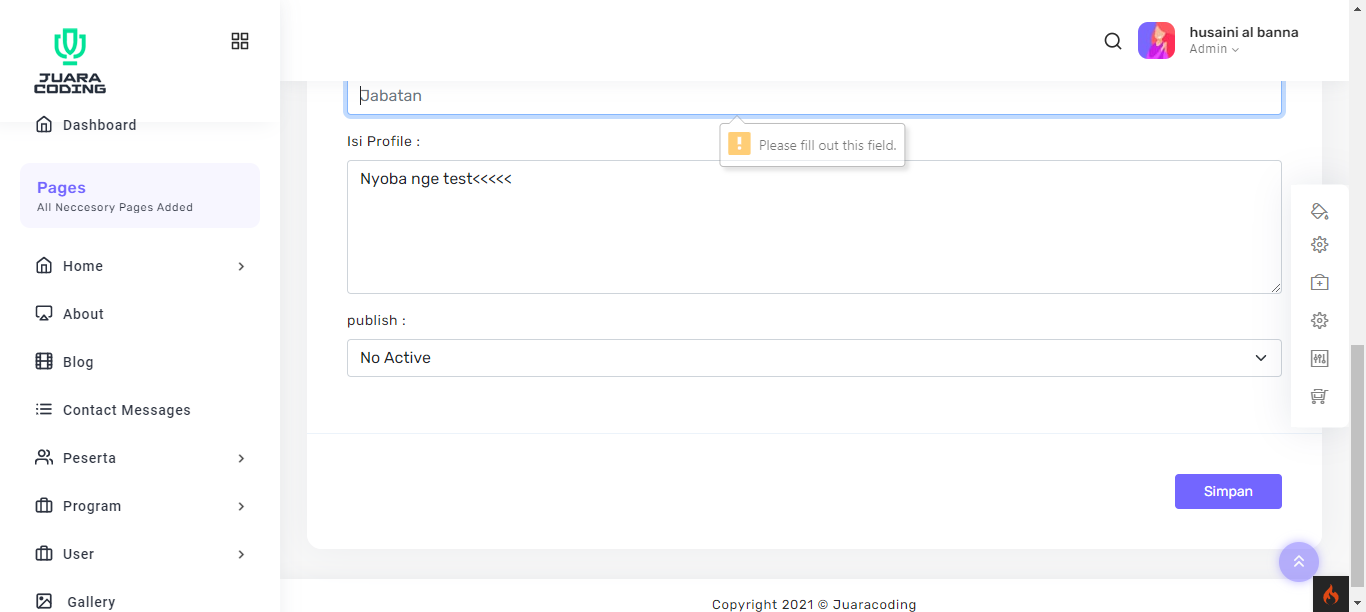 JUARA
CODING
husaini al banna
Admin
Dashboard
Pages
All Neccesory Pages Added
Home
About
Blog
Contact Messages
Peserta
Program
User
Gallery
Jabatan
Please fill out this field.
Isi Profile :
Nyoba nge test<<<<<
publish :
No Active
Simpan
Copyright 2021 © Juaracoding